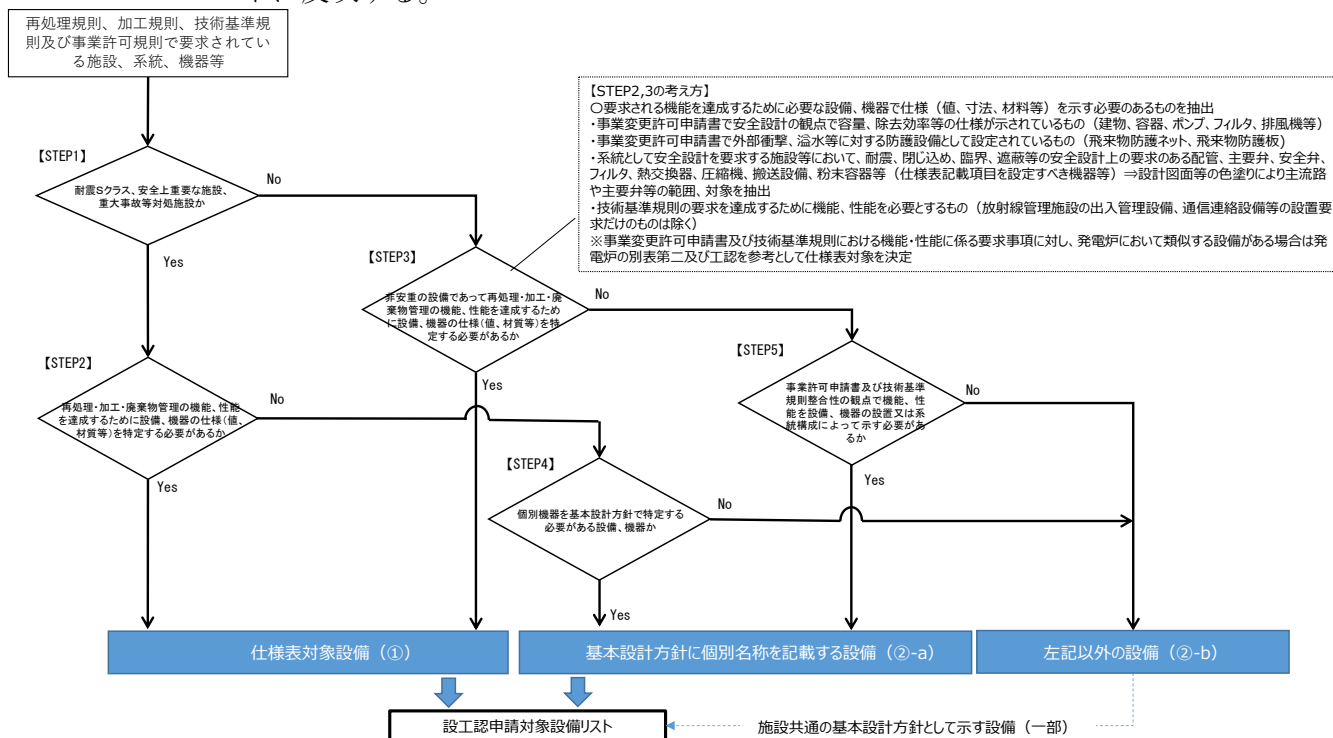 再処理規則、加工規則、技術基準規
則及び事業許可規則で要求されてい
る施設、系統、機器等
【STEP2,3の考え方】
〇要求される機能を達成するために必要な設備、機器で仕様（値、寸法、材料等）を示す必要のあるものを抽出
・事業変更許可申請書で安全設計の観点で容量、除去効率等の仕様が示されているもの（建物、容器、ポンプ、フィルタ、排風機等）
・事業変更許可申請書で外部衝撃、溢水等に対する防護設備として設定されているもの（飛来物防護ネット、飛来物防護板)
・系統として安全設計を要求する施設等において、耐震、閉じ込め、臨界、遮蔽等の安全設計上の要求のある配管、主要弁、安全弁、
フィルタ、熱交換器、圧縮機、搬送設備、粉末容器等（仕様表記載項目を設定すべき機器等）⇒設計図面等の色塗りにより主流路
や主要弁等の範囲、対象を抽出
・技術基準規則の要求を達成するために機能、性能を必要とするもの（放射線管理施設の出入管理設備、通信連絡設備等の設置要
求だけのものは除く）
※事業変更許可申請書及び技術基準規則における機能・性能に係る要求事項に対し、発電炉において類似する設備がある場合は発
電炉の別表第二及び工認を参考として仕様表対象を決定
【STEP1】
耐震Sクラス、安全上重要な施設、
重大事故等対処施設か
No
Yes
【STEP3】
非安重の設備であって再処理・加工・廃
棄物管理の機能、性能を達成するため
に設備、機器の仕様（値、材質等）を特
定する必要があるか
No
Yes
【STEP2】
再処理・加工・廃棄物管理の機能、性能
を達成するために設備、機器の仕様（値、
材質等）を特定する必要があるか
No
Yes
【STEP5】
事業許可申請書及び技術基準
規則整合性の観点で機能、性
能を設備、機器の設置又は系
統構成によって示す必要があ
るか
No
Yes
【STEP4】
個別機器を基本設計方針で特定する
必要がある設備、機器か
No
Yes
仕様表対象設備（①）
基本設計方針に個別名称を記載する設備（②-a）
左記以外の設備（②-b）
設工認申請対象設備リスト
施設共通の基本設計方針として示す設備（一部）